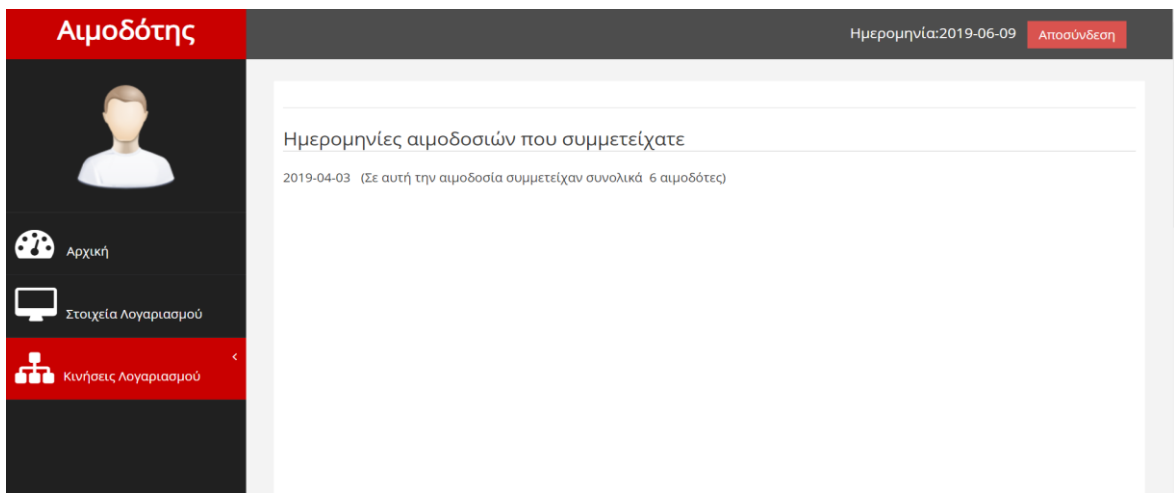 Αιμοδότης
Ημερομηνία:2019-06-09 Αποσύνδεση
Ημερομηνίες αιμοδοσιών που συμμετείχατε
2019-04-03 (Σε αυτή την αιμοδοσία συμμετείχαν συνολικά 6 αιμοδότες)
Αρχική
Στοιχεία Λογαριασμού
Κινήσεις Λογαριασμού